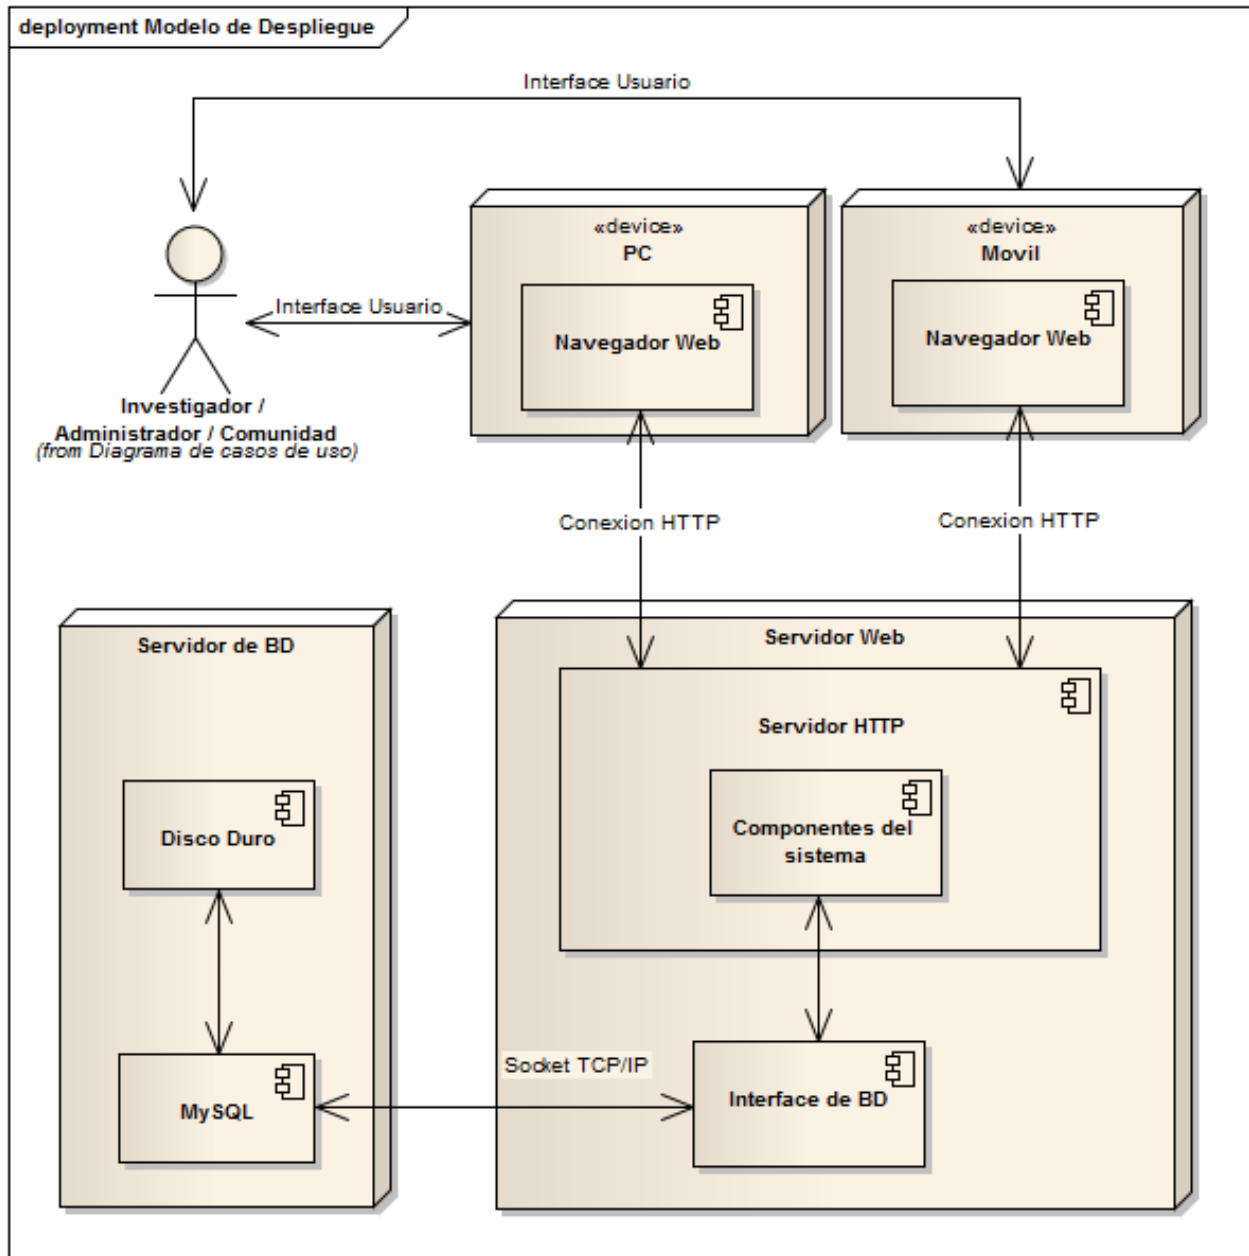 deployment Modelo de Despliegue
Interface Usuario
«device»
PC
Navegador Web
«device»
Movil
Navegador Web
Interface Usuario
Investigador /
Administrador / Comunidad
(from Diagrama de casos de uso)
Conexion HTTP
Conexion HTTP
Servidor de BD
Disco Duro
MySQL
Socket TCP/IP
Servidor Web
Servidor HTTP
Componentes del
sistema
Interface de BD